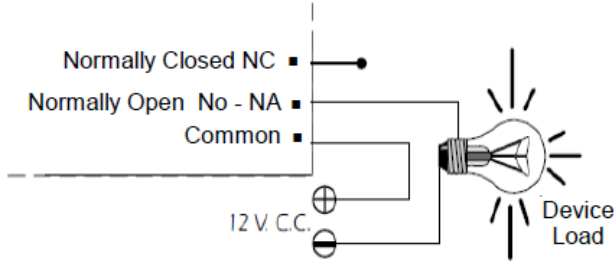 Normally Closed NC
Normally Open No - NA
Common
12 V. C.C.
Device
Load